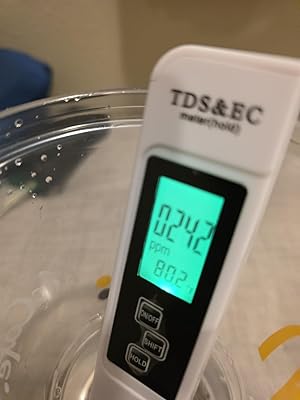 TDS&EC
meter(hold)
0242
ppm
80.2
ON/OFF
SHIFT
HOLD